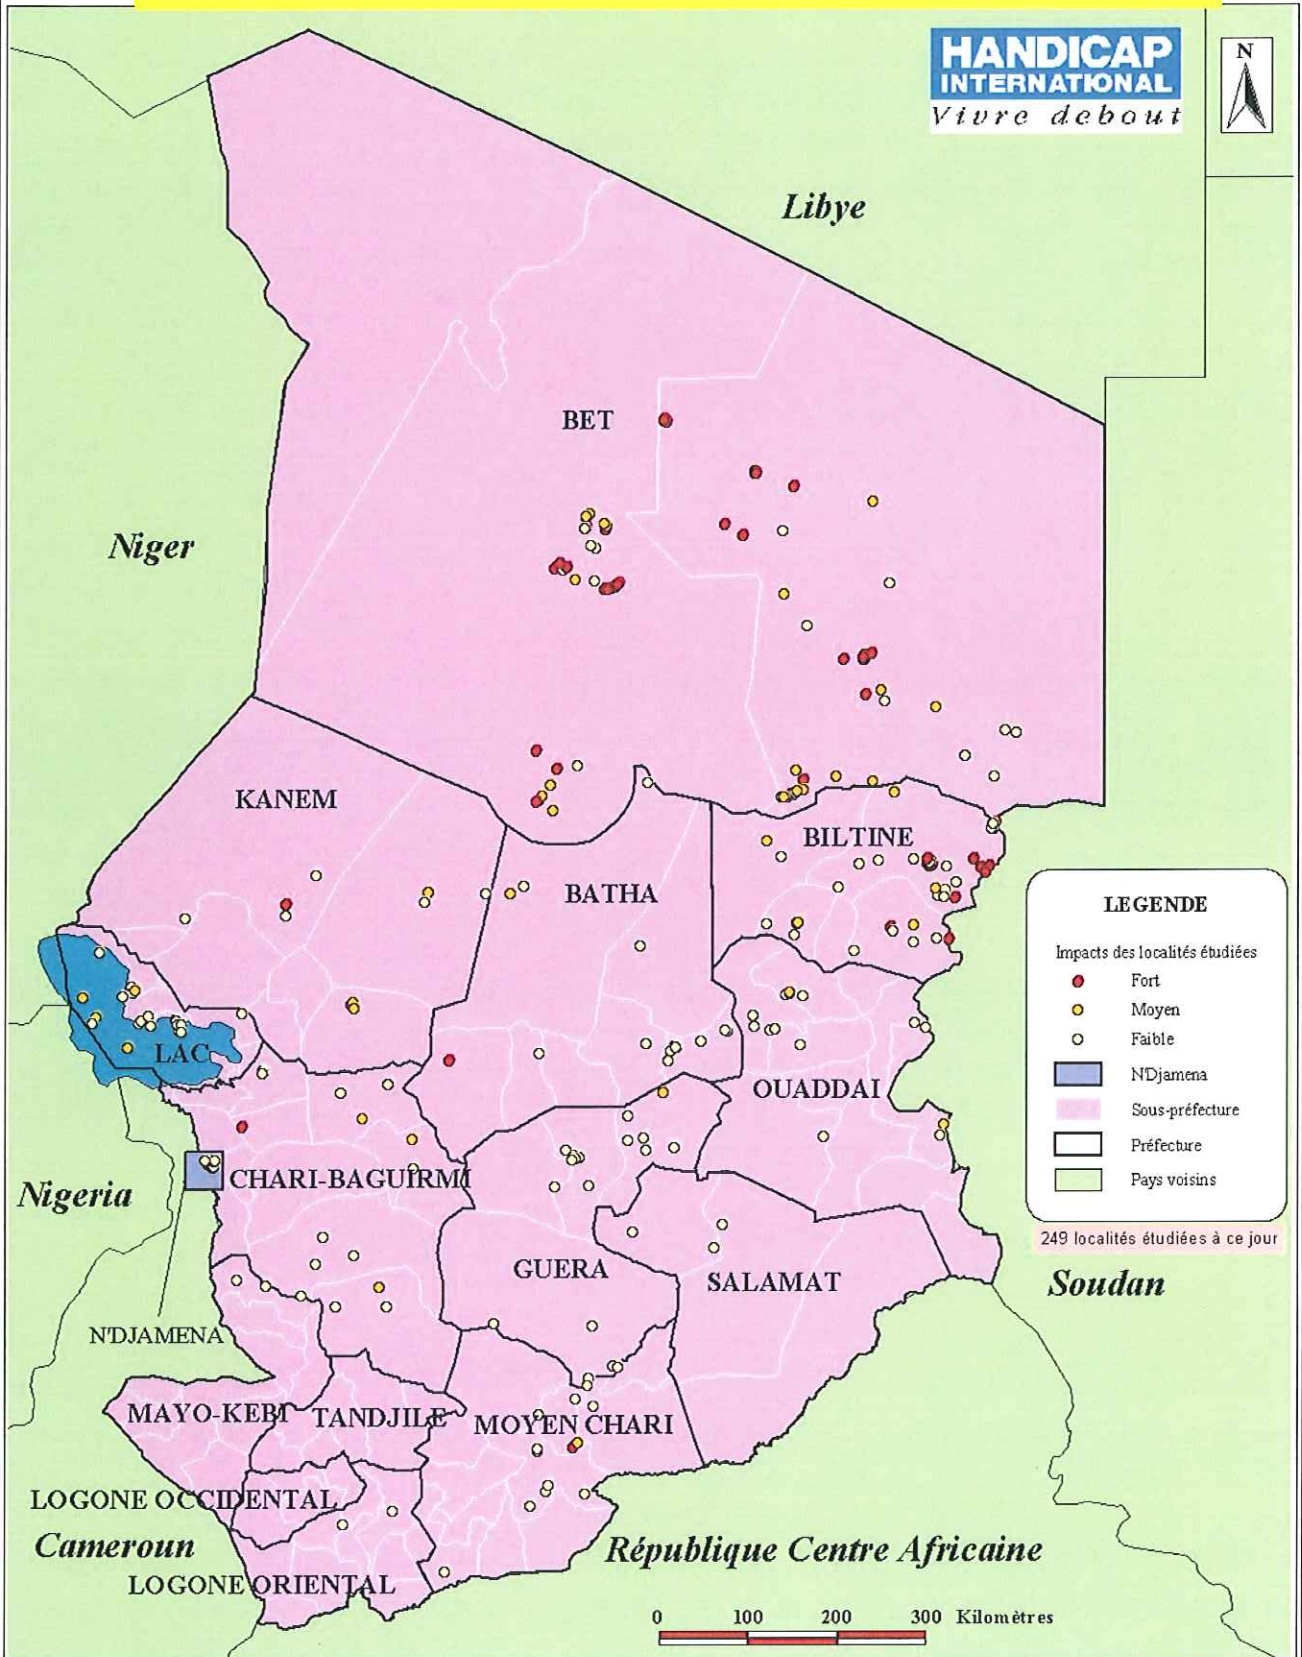 HANDICAP
INTERNATIONAL
Vivre debout
N
Libye
BET
Niger
KANEM
BILTINE
BATHA
LEGENDE
Impacts des localités étudiées
Fort
Moyen
Faible
N'Djamena
Sous-préfecture
Préfecture
Pays voisins
249 localités étudiées à ce jour
LAC
OUADDAI
CHARI-BAGUIRMI
Nigeria
GUERA
SALAMAT
Soudan
N'DJAMENA
MAYO-KEBI
TANDJILE
MOYEN CHARI
LOGONE OCCIDENTAL
Cameroun
République Centre Africaine
LOGONE ORIENTAL
0 100 200 300 Kilomètres